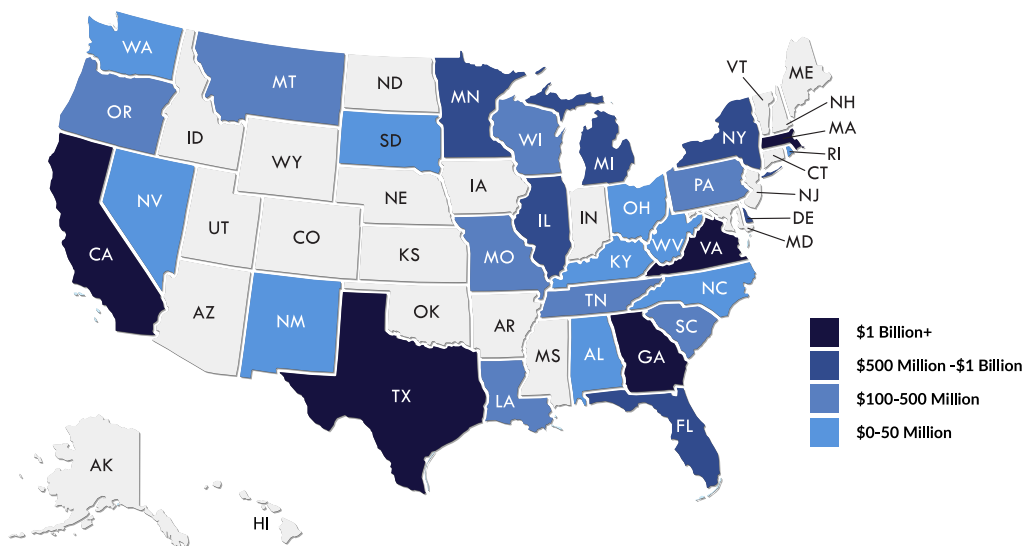 WA
MT
ND
MN
VT
ME
OR
ID
SD
WI
NH
MA
WY
MI
NY
RI
CT
NV
NE
IA
PA
NJ
UT
CO
IL
IN
OH
DE
CA
KS
MO
WV
VA
MD
KY
AZ
NM
OK
AR
TN
NC
TX
LA
MS
AL
GA
SC
FL
$1 Billion+
$500 Million -$1 Billion
$100-500 Million
$0-50 Million
AK
HI